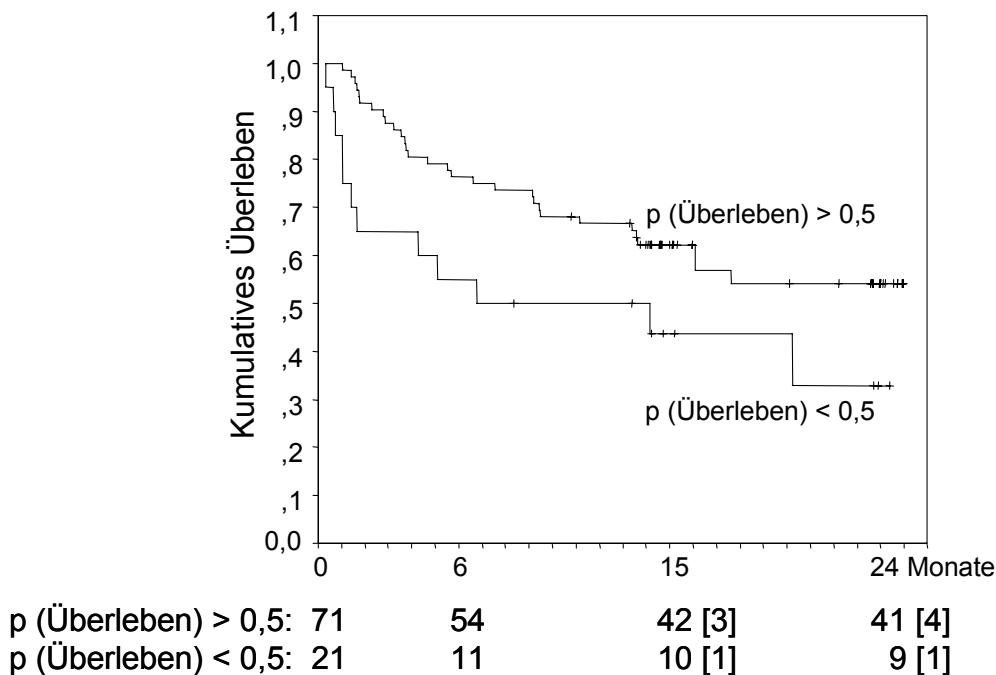 1,1
1,0
,9
,8
,7
,6
,5
,4
,3
,2
,1
0,0
Kumulatives Überleben
p (Überleben) > 0,5
p (Überleben) < 0,5
0 6 15 24 Monate
p (Überleben) > 0,5: 71 54 42 [3] 41 [4]
p (Überleben) < 0,5: 21 11 10 [1] 9 [1]